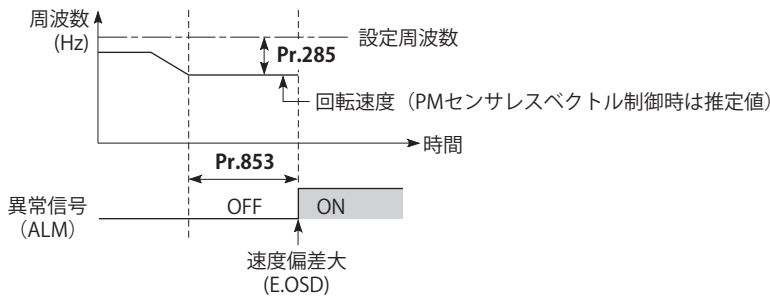 周波数
(Hz)
設定周波数
Pr.285
回転速度（PMセンサレスベクトル制御時は推定値）
時間
Pr.853
異常信号
（ALM）
OFF
ON
速度偏差大
(E.OSD)